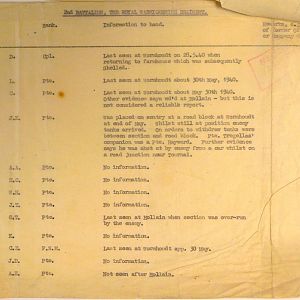 2nd BATTALION, THE ROYAL WARWICKSHIRE REGIMENT.
Rank. Information to hand.
D. Cpl. Last seen at Wormhoudt on 28.5.40 when
returning to farmhouse which was subsequently
shelled.
Pte. Last seen at Wormhoudt about 30th May, 1940.
C. Pte. Last seen at Wormhoudt about May 30th 1940.
Other evidence says at Hollain - but this is
not considered a reliable report.
J.E. Pte. Was placed on sentry at a road block at Wormhoudt
at end of May. Whilst still at position enemy
tanks arrived. On orders to withdraw tanks were
between section and road block. Pte.
companion was a Pte. Hayward. Further evidence
says he was shot at by enemy from a car whilst on
a road junction near Tournai.
A.A. Pte. No information.
H.C. Pte. No information.
W.H. Pte. No information.
J.T. Pte. No information.
G.T. Pte. Last seen at Hollain when section was over-run
by the enemy.
K. Pte. No information.
C.H. Last seen at Wormhoudt app. 30 May.
J.D. Pte. No information.
A.E. Pte. Not seen after Hollain.